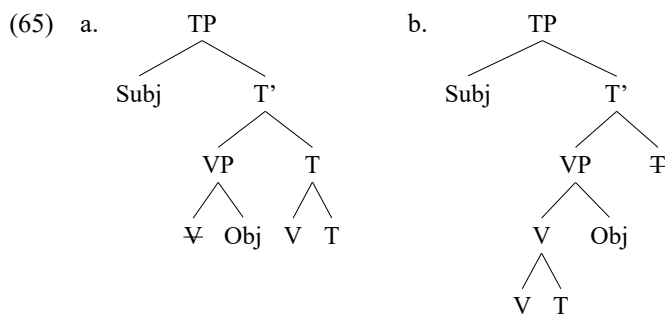 (65) a. TP b. TP
Subj T’ Subj T’
VP T VP T
V Obj V T V Obj
V T